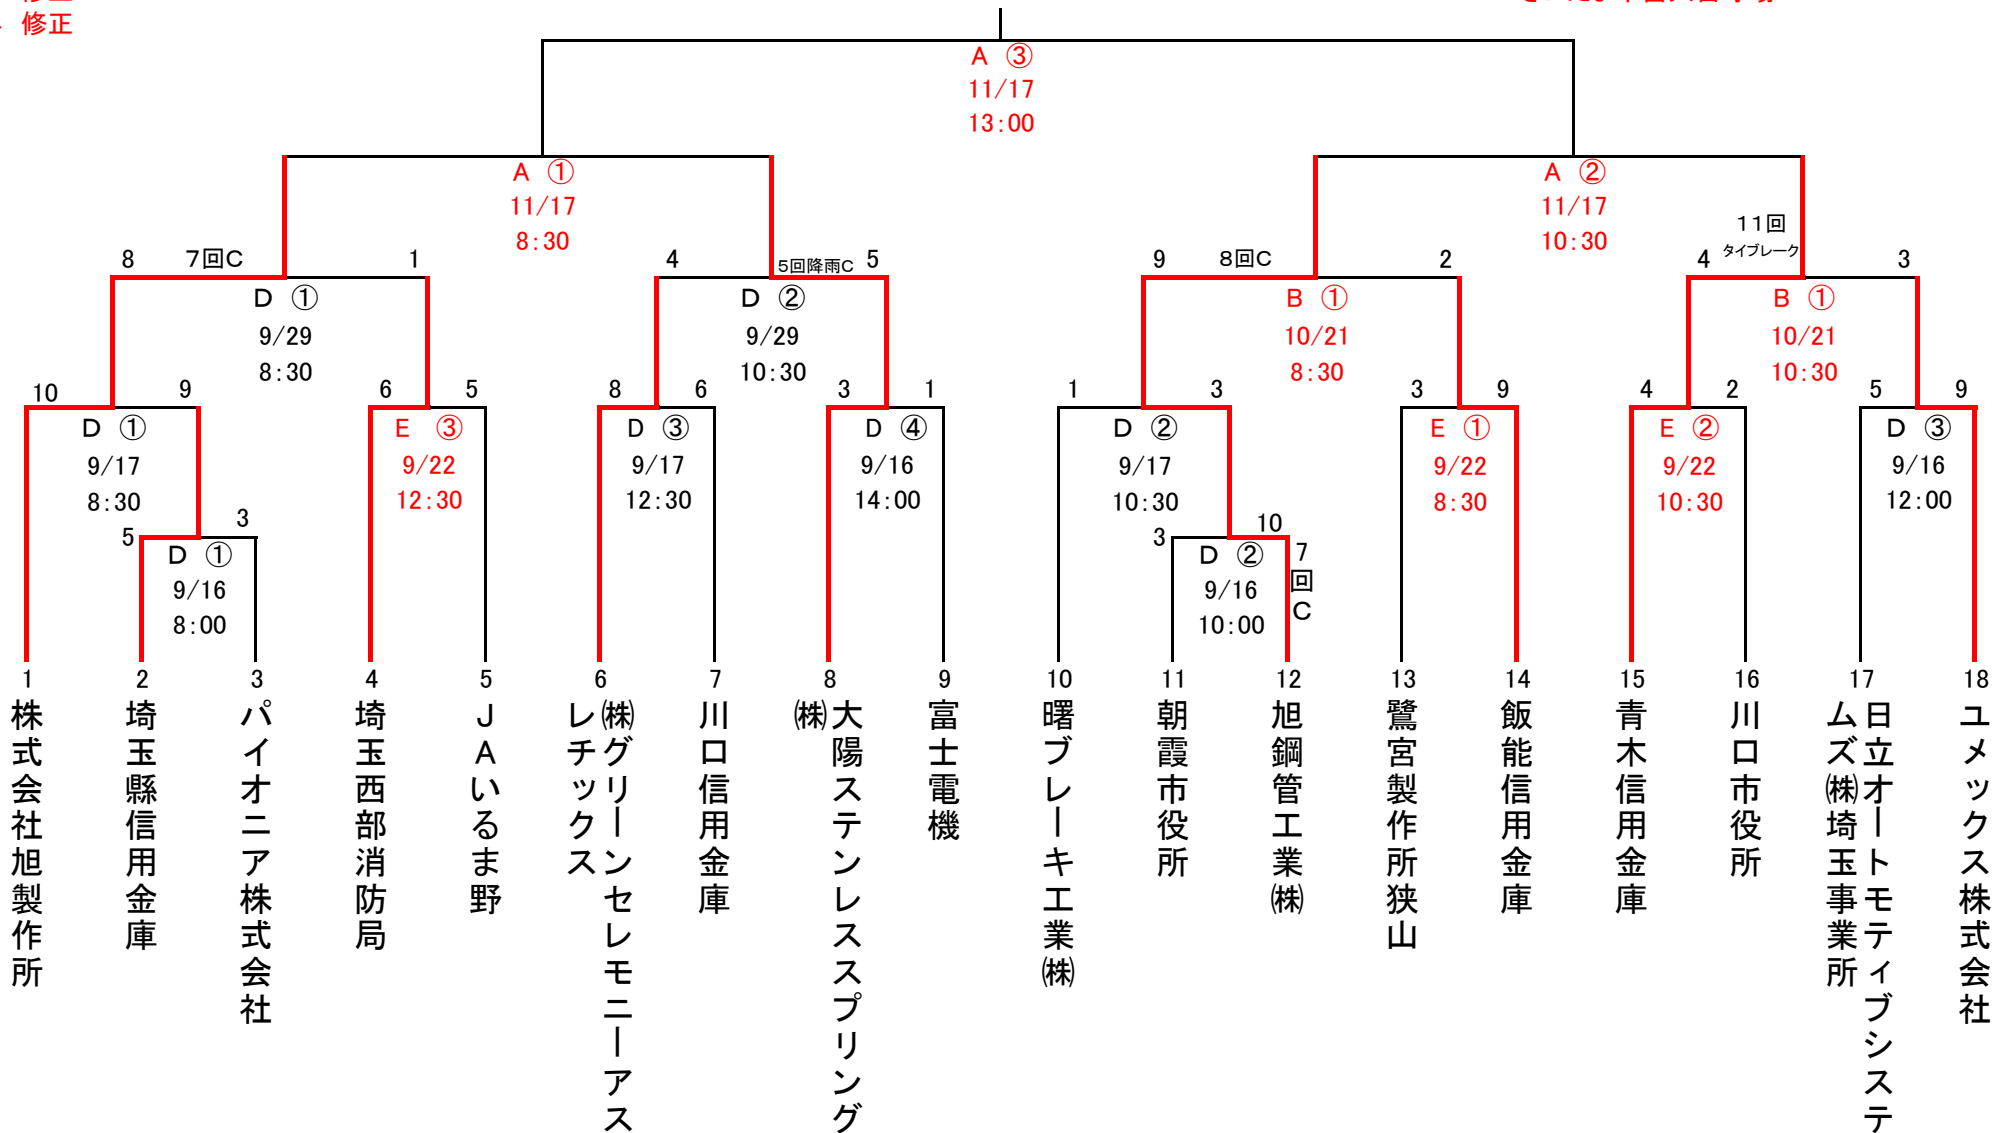 修正
A ③
11/17
13:00
A ①
11/17
8:30
A ②
11/17
10:30
8 7回C 1
4 5回降雨C 5
9 8回C 2
11回
4 タイブレーク 3
D ①
9/29
8:30
D ②
9/29
10:30
B ①
10/21
8:30
B ①
10/21
10:30
10 9
6 5
8 6
3 1
1 3
3 9
4 2
5 9
D ①
9/17
8:30
E ③
9/22
12:30
D ③
9/17
12:30
D ④
9/16
14:00
D ②
9/17
10:30
E ①
9/22
8:30
E ②
9/22
10:30
D ③
9/16
12:00
5 3
D ①
9/16
8:00
3 10
D ②
9/16
10:00
7回C
1
株式会社旭製作所
2
埼玉縣信用金庫
3
パイオニア株式会社
4
埼玉西部消防局
5
JAいるま野
6
㈱グリーンセレモニーアス
レチックス
7
川口信用金庫
8
大陽ステンレススプリング
㈱
9
富士電機
10
曙ブレーキ工業㈱
11
朝霞市役所
12
旭鋼管工業㈱
13
鷺宮製作所狭山
14
飯能信用金庫
15
青木信用金庫
16
川口市役所
17
日立オートモティブシステ
ムズ㈱埼玉事業所
18
ユメックス株式会社